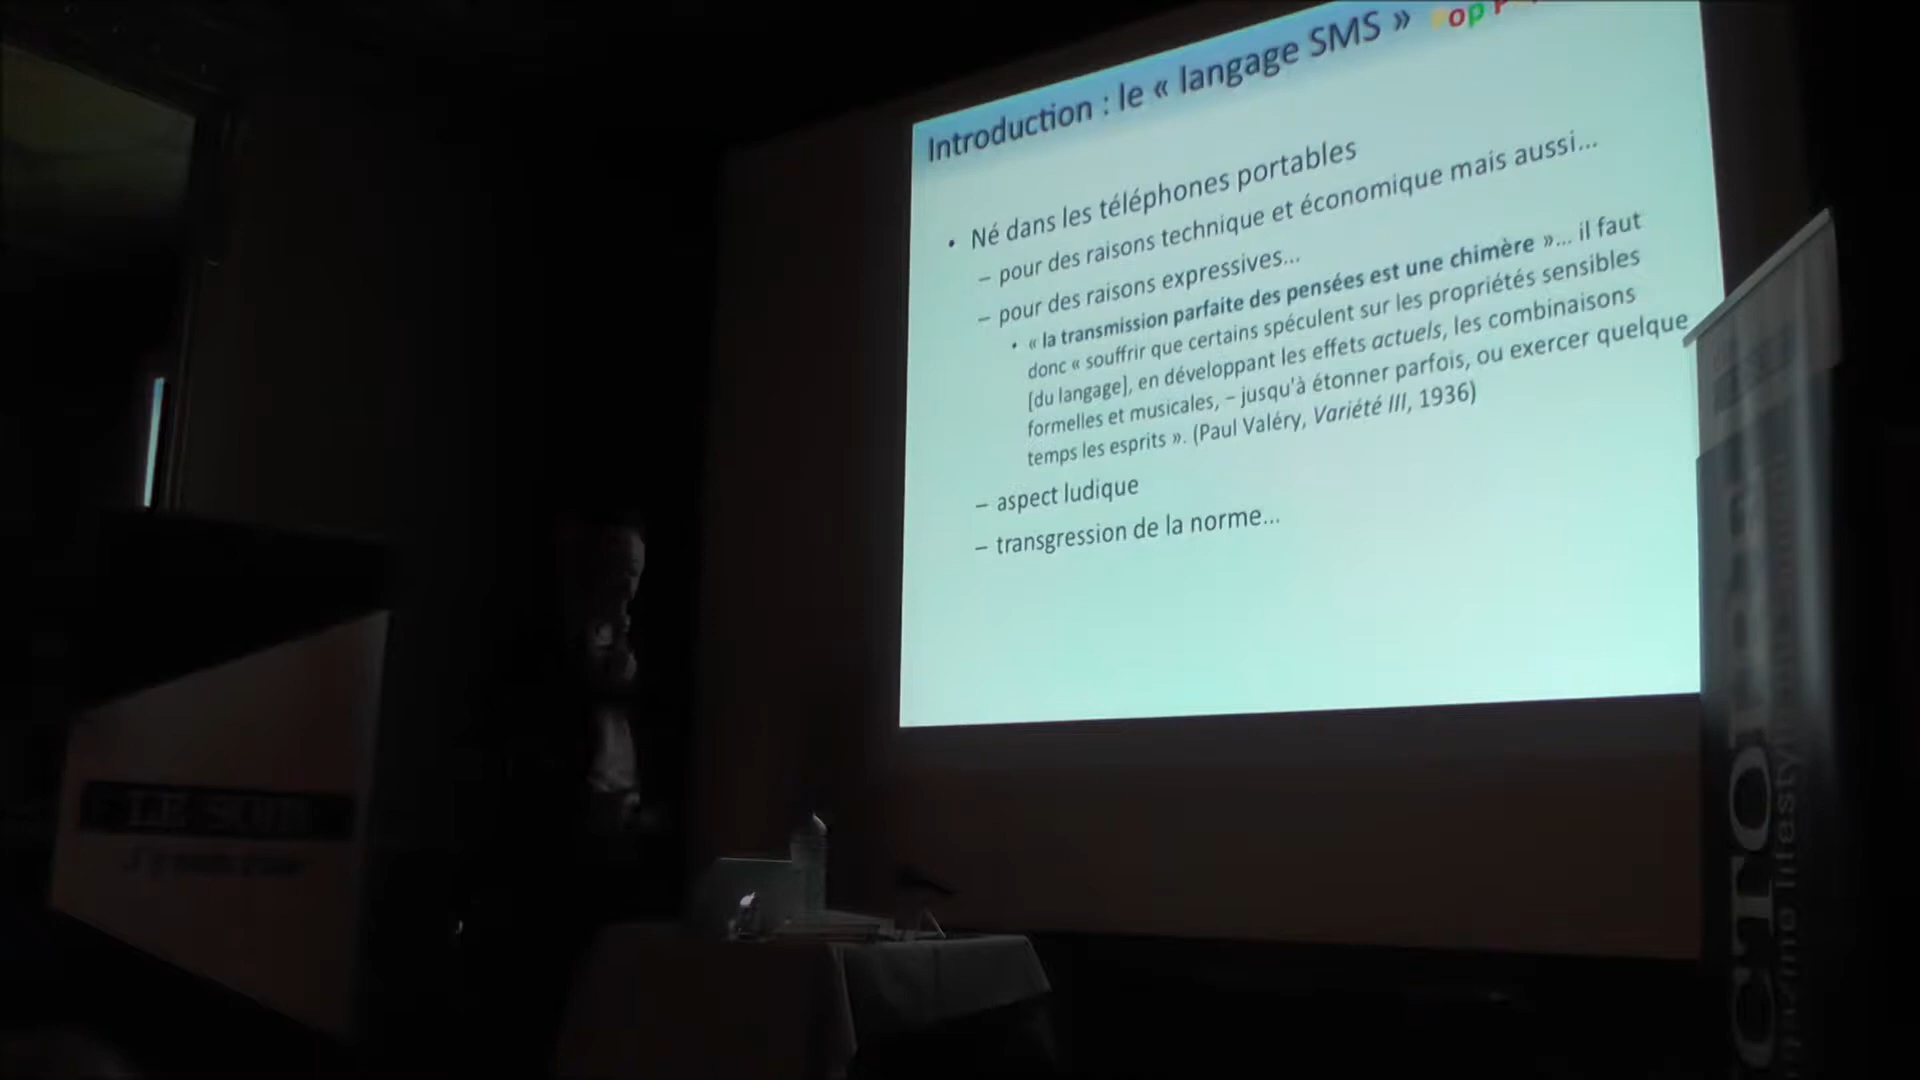 Introduction : le « langage SMS »
op
• Né dans les téléphones portables
– pour des raisons technique et économique mais aussi...
– pour des raisons expressives...
• « la transmission parfaite des pensées est une chimère »... il faut
donc « souffrir que certains spéculent sur les propriétés sensibles
[du langage], en développant les effets actuels, les combinaisons
formelles et musicales, – jusqu'à étonner parfois, ou exercer quelque
temps les esprits ». (Paul Valéry, Variété III, 1936)
– aspect ludique
– transgression de la norme...
LE SOIR